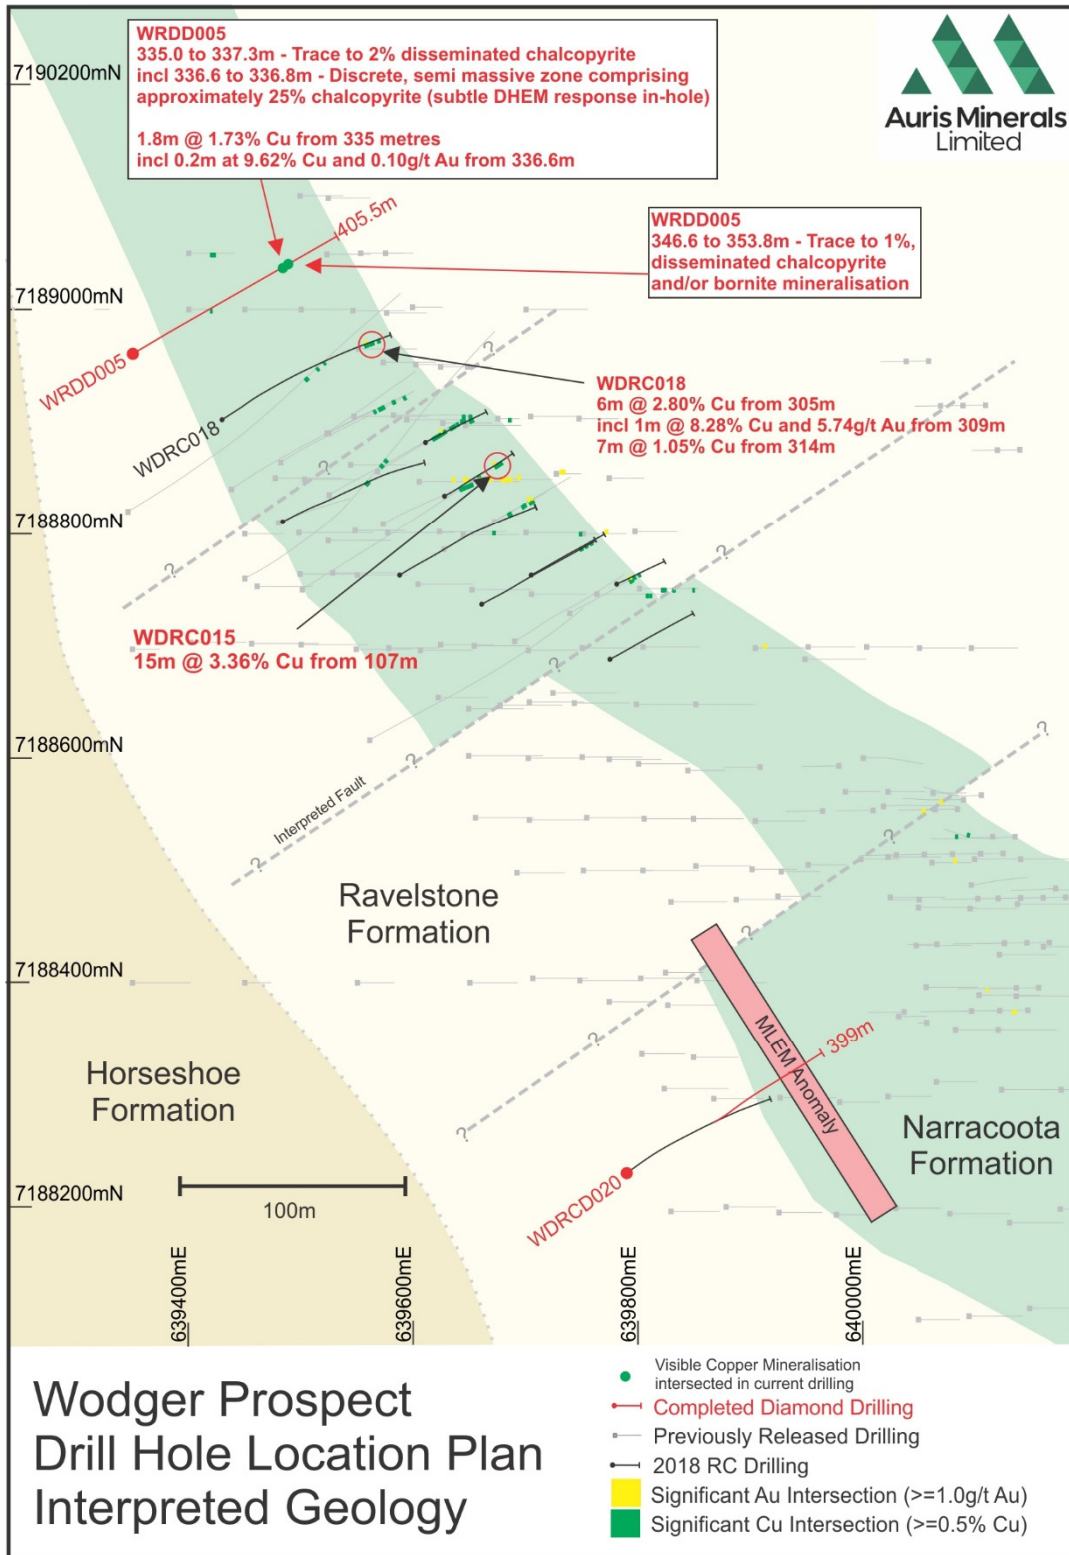 WRDD005
335.0 to 337.3m - Trace to 2% disseminated chalcopyrite
incl 336.6 to 336.8m - Discrete, semi massive zone comprising
approximately 25% chalcopyrite (subtle DHEM response in-hole)
1.8m @ 1.73% Cu from 335 metres
incl 0.2m at 9.62% Cu and 0.10g/t Au from 336.6m
Auris Minerals
Limited
7190200mN
405.5m
WRDD005
346.6 to 353.8m - Trace to 1%,
disseminated chalcopyrite
and/or bornite mineralisation
7189000mN
WRDD005
?
WDRC018
6m @ 2.80% Cu from 305m
incl 1m @ 8.28% Cu and 5.74g/t Au from 309m
7m @ 1.05% Cu from 314m
WDRC018
?
7188800mN
?
?
WDRC015
15m @ 3.36% Cu from 107m
?
?
7188600mN
?
Interpreted Fault
?
?
Ravelstone
Formation
?
7188400mN
?
MLEM Anomaly
399m
Horseshoe
Formation
?
Narracoota
Formation
WDRCD020
7188200mN
100m
639400mE
639600mE
639800mE
640000mE
Wodger Prospect
Drill Hole Location Plan
Interpreted Geology
Visible Copper Mineralisation
intersected in current drilling
Completed Diamond Drilling
Previously Released Drilling
2018 RC Drilling
Significant Au Intersection (>=1.0g/t Au)
Significant Cu Intersection (>=0.5% Cu)